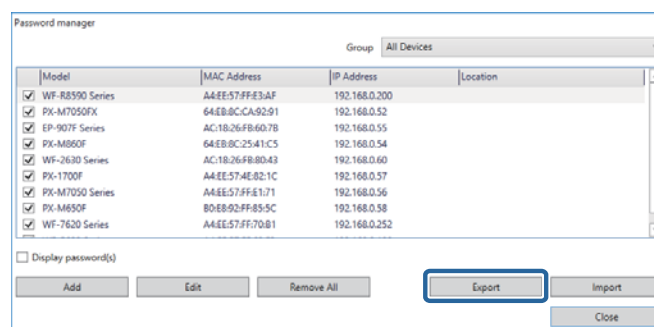 Password manager
Group All Devices
Model MAC Address IP Address Location
WF-R8590 Series A4:EE:57:FF:E3:AF 192.168.0.200
PX-M7050FX 64:EB:8C:CA:92:91 192.168.0.52
EP-907F Series AC:18:26:FB:60:7B 192.168.0.55
PX-M860F 64:EB:8C:25:41:C5 192.168.0.54
WF-2630 Series AC:18:26:FB:80:43 192.168.0.60
PX-1700F A4:EE:57:4E:82:1C 192.168.0.57
PX-M7050 Series A4:EE:57:FF:E1:71 192.168.0.56
PX-M650F B0:E8:92:FF:85:5C 192.168.0.58
WF-7620 Series A4:EE:57:FF:70:B1 192.168.0.252
Display password(s)
Add Edit Remove All Export Import
Close